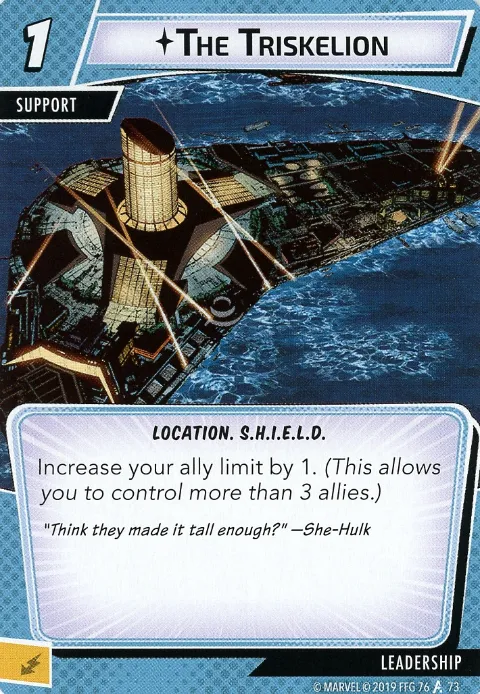 1
THE TRISKELION
SUPPORT
LOCATION. S.H.I.E.L.D.
Increase your ally limit by 1. (This allows
you to control more than 3 allies.)
"Think they made it tall enough?" —She-Hulk
LEADERSHIP
© MARVEL © 2019 FFG 76 73